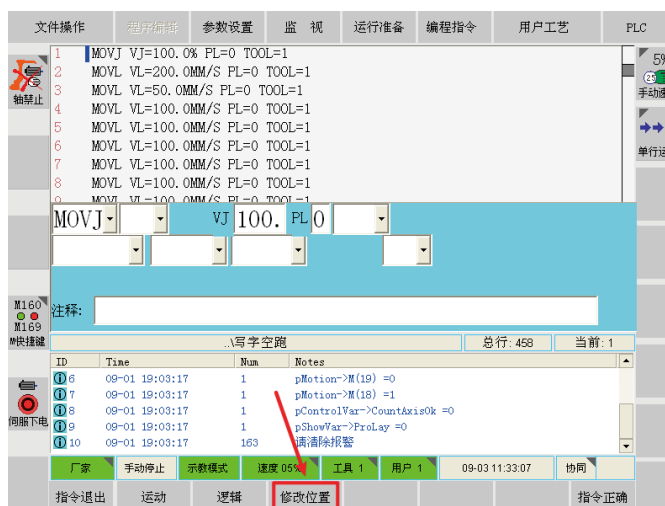 文件操作 程序编辑 参数设置 监 视 运行准备 编程指令 用户工艺 PLC
1 MOVJ VJ=100.0% PL=0 TOOL=1
2 MOVL VL=200.0MM/S PL=0 TOOL=1
3 MOVL VL=50.0MM/S PL=0 TOOL=1
4 MOVL VL=100.0MM/S PL=0 TOOL=1
5 MOVL VL=100.0MM/S PL=0 TOOL=1
6 MOVL VL=100.0MM/S PL=0 TOOL=1
7 MOVL VL=100.0MM/S PL=0 TOOL=1
8 MOVL VL=100.0MM/S PL=0 TOOL=1
9 MOVL VL=100.0MM/S PL=0 TOOL=1
轴禁止
5%
25
手动速
单行运
MOVJ VJ 100. PL 0
注释:
M160
M169
M快捷键
伺服下电
..\写字空跑 总行: 458 当前: 1
ID Time Num Notes
6 09-01 19:03:17 1 pMotion->M(19) =0
7 09-01 19:03:17 1 pMotion->M(18) =1
8 09-01 19:03:17 1 pControlVar->CountAxisOk =0
9 09-01 19:03:17 1 pShowVar->ProLay =0
10 09-01 19:03:17 163 请清除报警
厂家 手动停止 示教模式 速度 05% 工具 1 用户 1 09-03 11:33:07 协同
指令退出 运动 逻辑 修改位置 指令正确